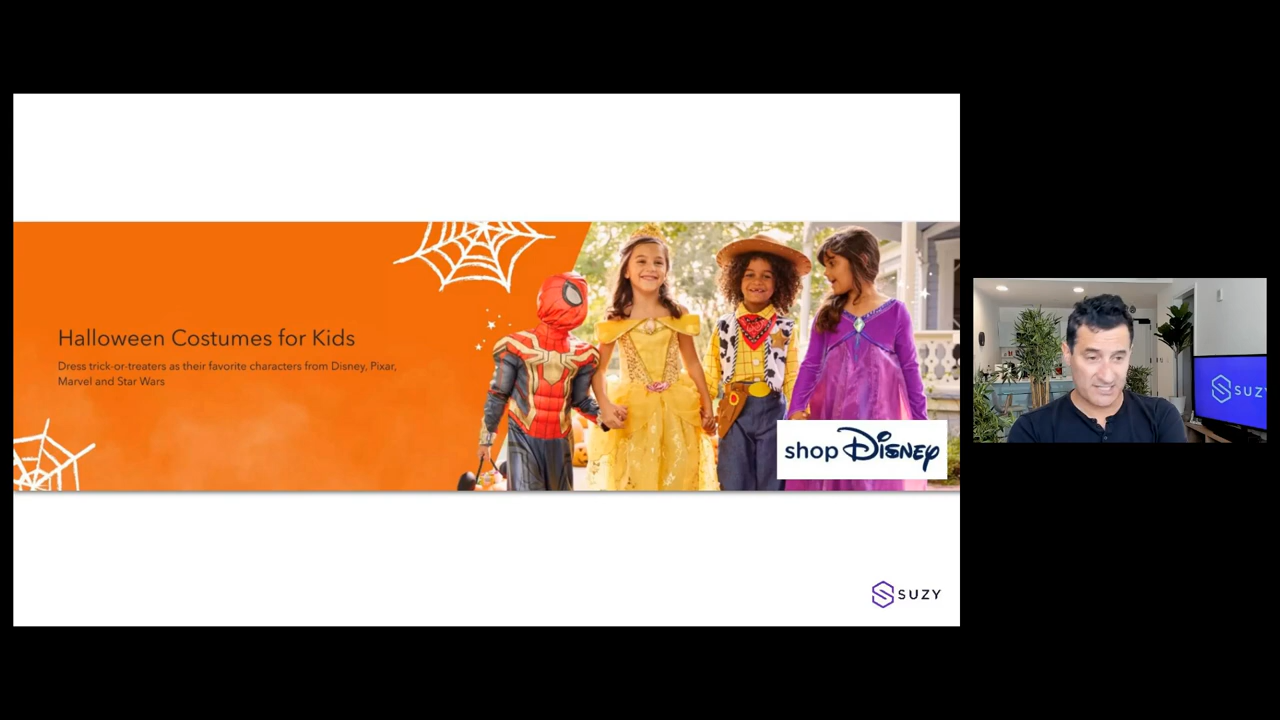 Halloween Costumes for Kids
Dress trick-or-treaters as their favorite characters from Disney, Pixar,
Marvel and Star Wars
shop Disney
SUZY
SUZY